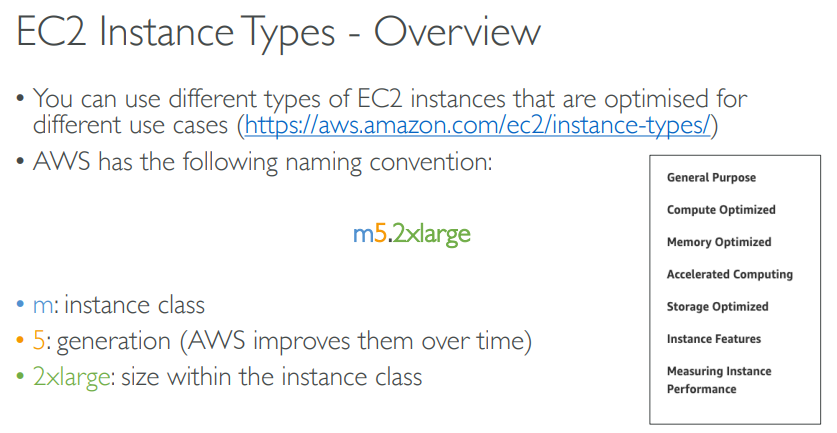 EC2 Instance Types - Overview
• You can use different types of EC2 instances that are optimised for
different use cases (https://aws.amazon.com/ec2/instance-types/)
• AWS has the following naming convention:
m5.2xlarge
• m: instance class
• 5: generation (AWS improves them over time)
• 2xlarge: size within the instance class
General Purpose
Compute Optimized
Memory Optimized
Accelerated Computing
Storage Optimized
Instance Features
Measuring Instance
Performance